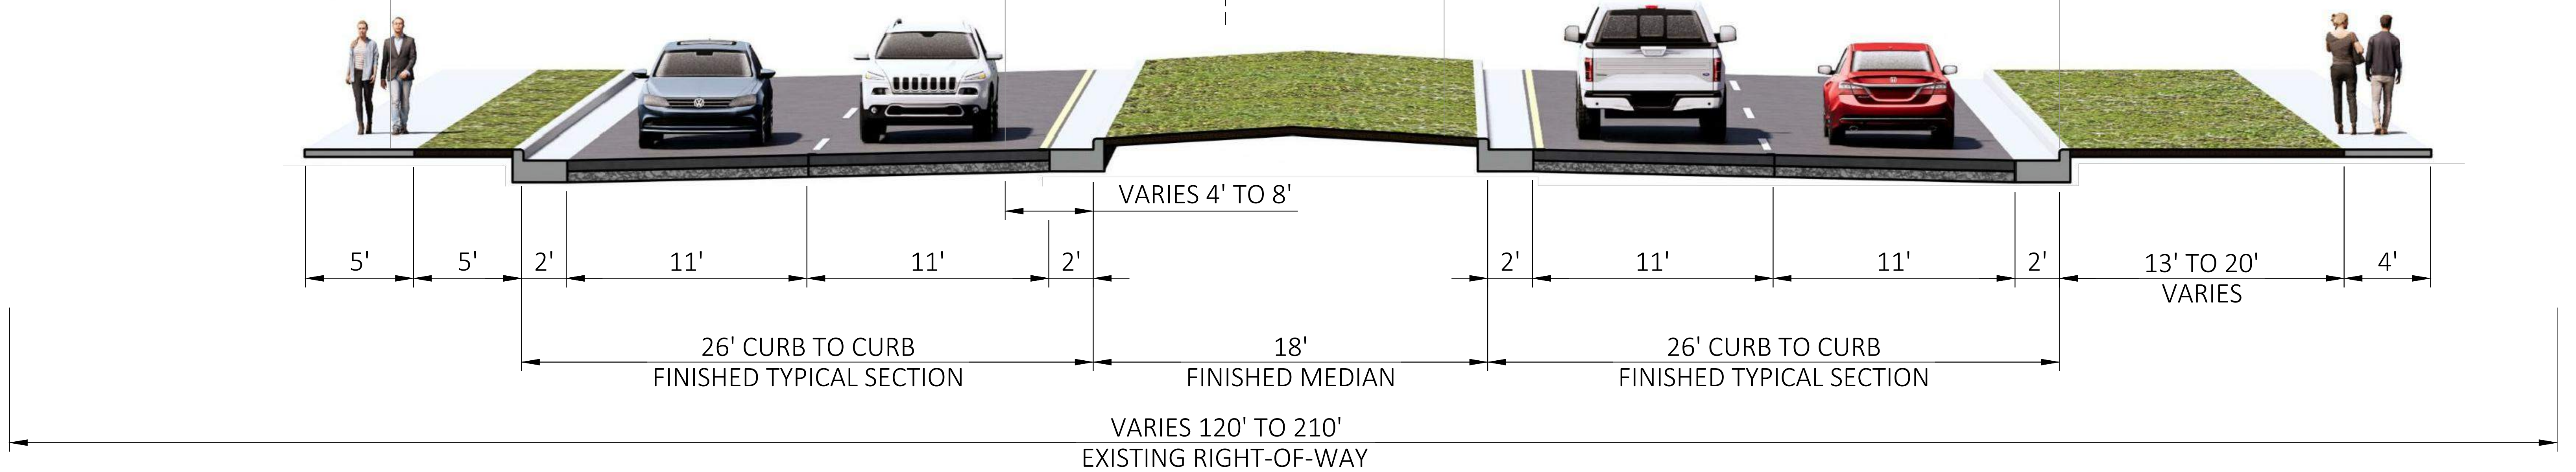 VARIES 4' TO 8'
5'
5'
2'
11'
11'
2'
2'
11'
11'
2'
13' TO 20'
VARIES
4'
26' CURB TO CURB
FINISHED TYPICAL SECTION
18'
FINISHED MEDIAN
26' CURB TO CURB
FINISHED TYPICAL SECTION
VARIES 120' TO 210'
EXISTING RIGHT-OF-WAY